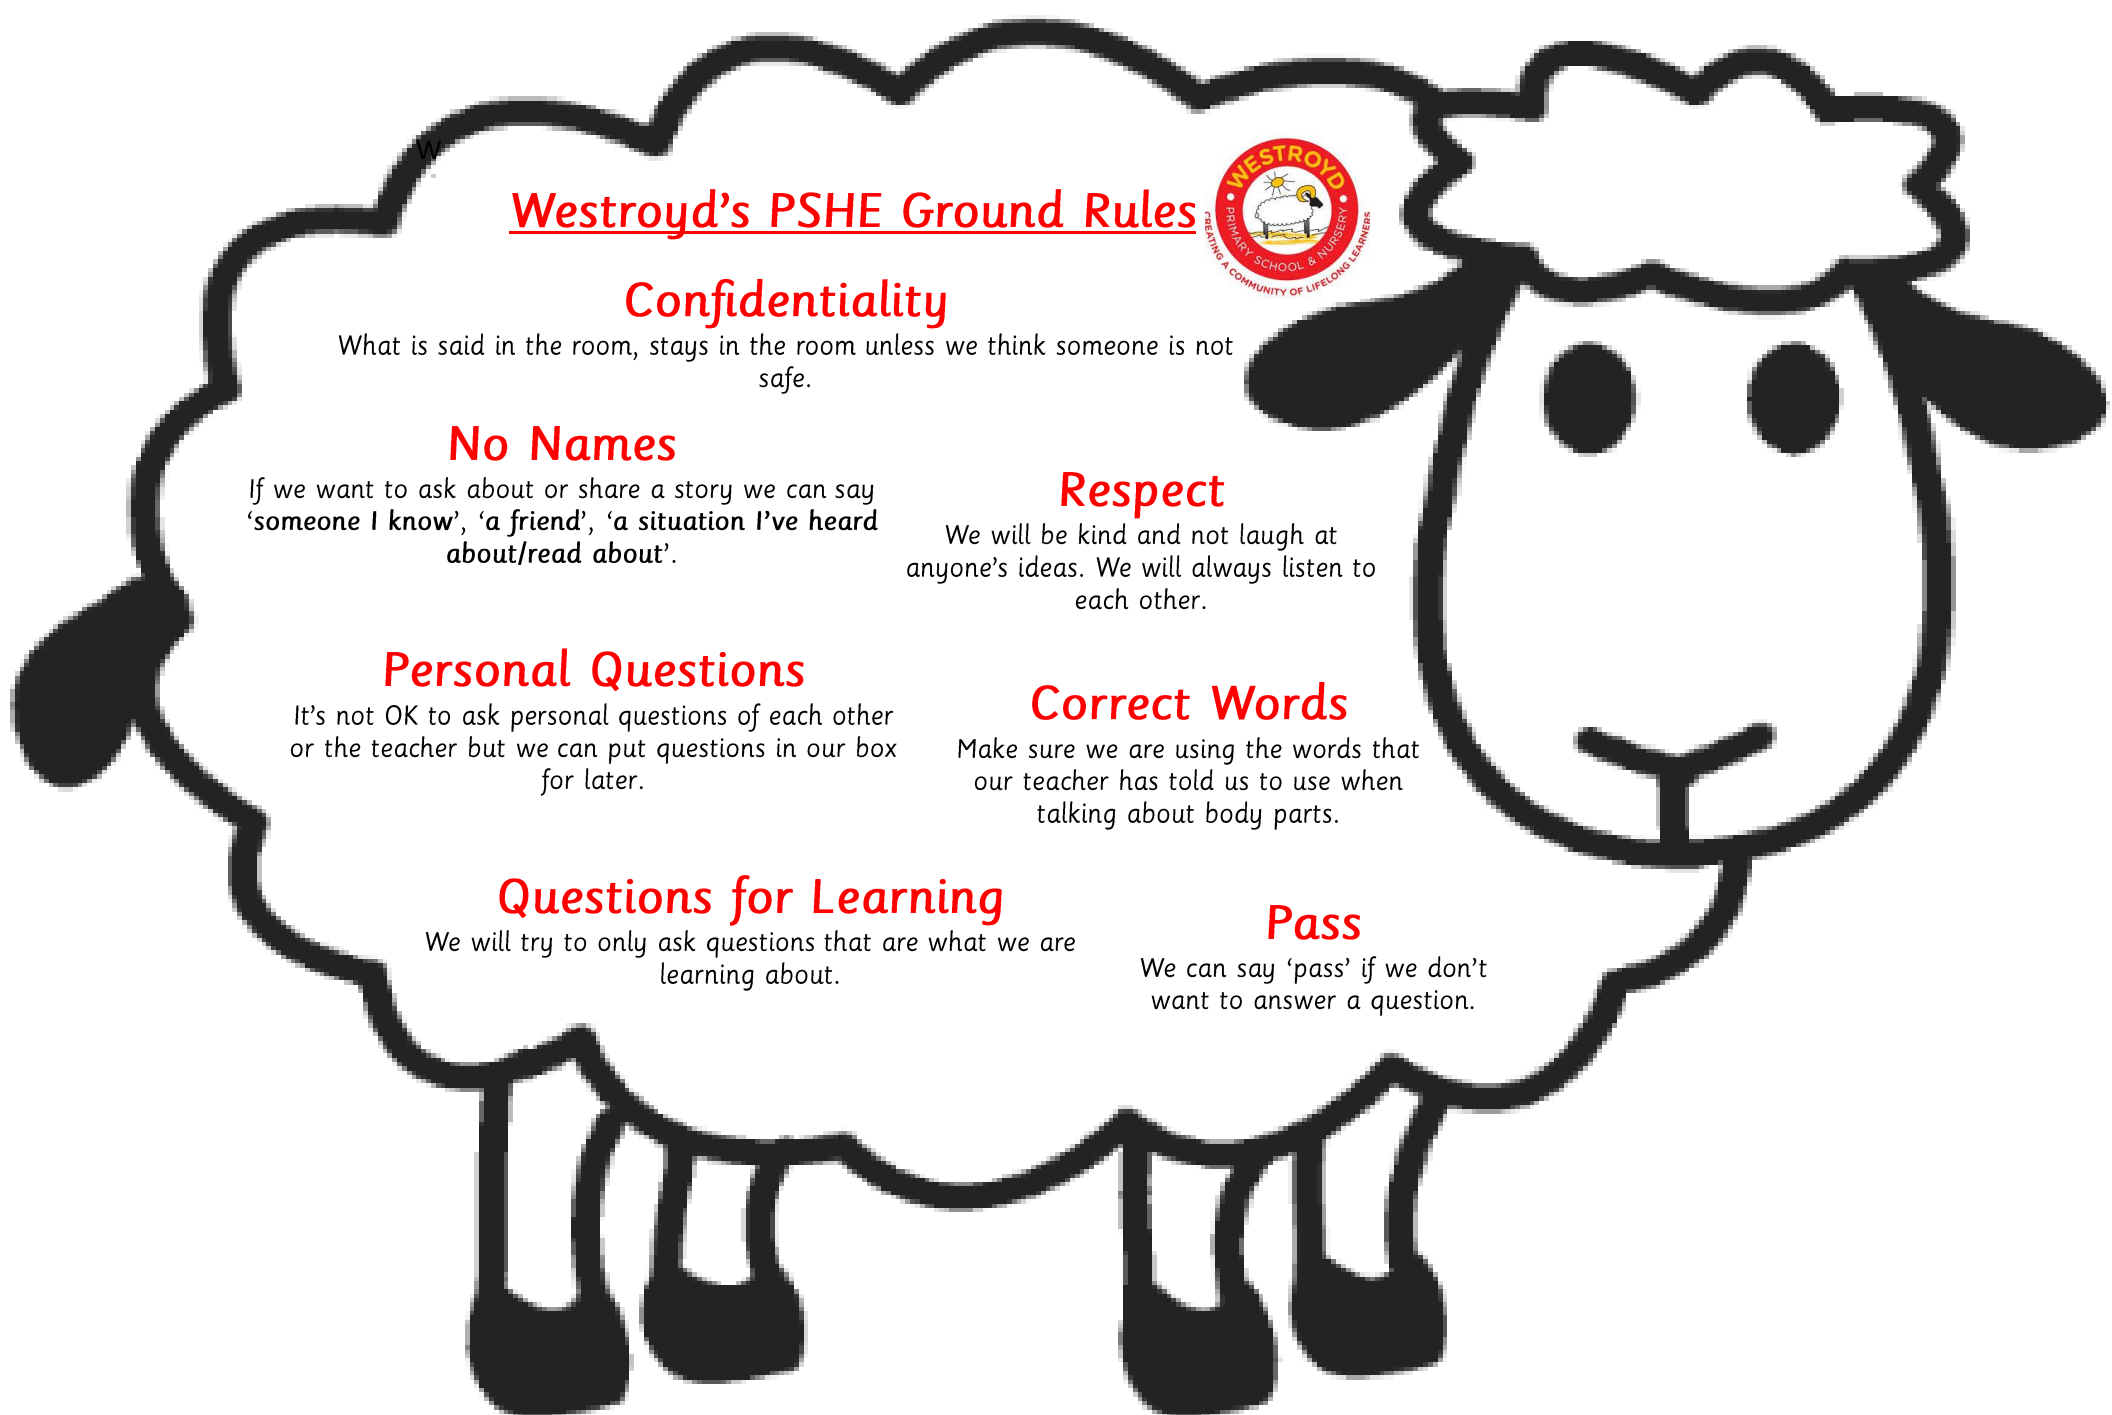 W
Westroyd’s PSHE Ground Rules
WESTROYD
PRIMARY SCHOOL & NURSERY
CREATING A COMMUNITY OF LIFELONG LEARNERS
Confidentiality
What is said in the room, stays in the room unless we think someone is not
safe.
No Names
If we want to ask about or share a story we can say
‘someone I know’, ‘a friend’, ‘a situation I’ve heard
about/read about’.
Respect
We will be kind and not laugh at
anyone’s ideas. We will always listen to
each other.
Personal Questions
It’s not OK to ask personal questions of each other
or the teacher but we can put questions in our box
for later.
Correct Words
Make sure we are using the words that
our teacher has told us to use when
talking about body parts.
Questions for Learning
We will try to only ask questions that are what we are
learning about.
Pass
We can say ‘pass’ if we don’t
want to answer a question.